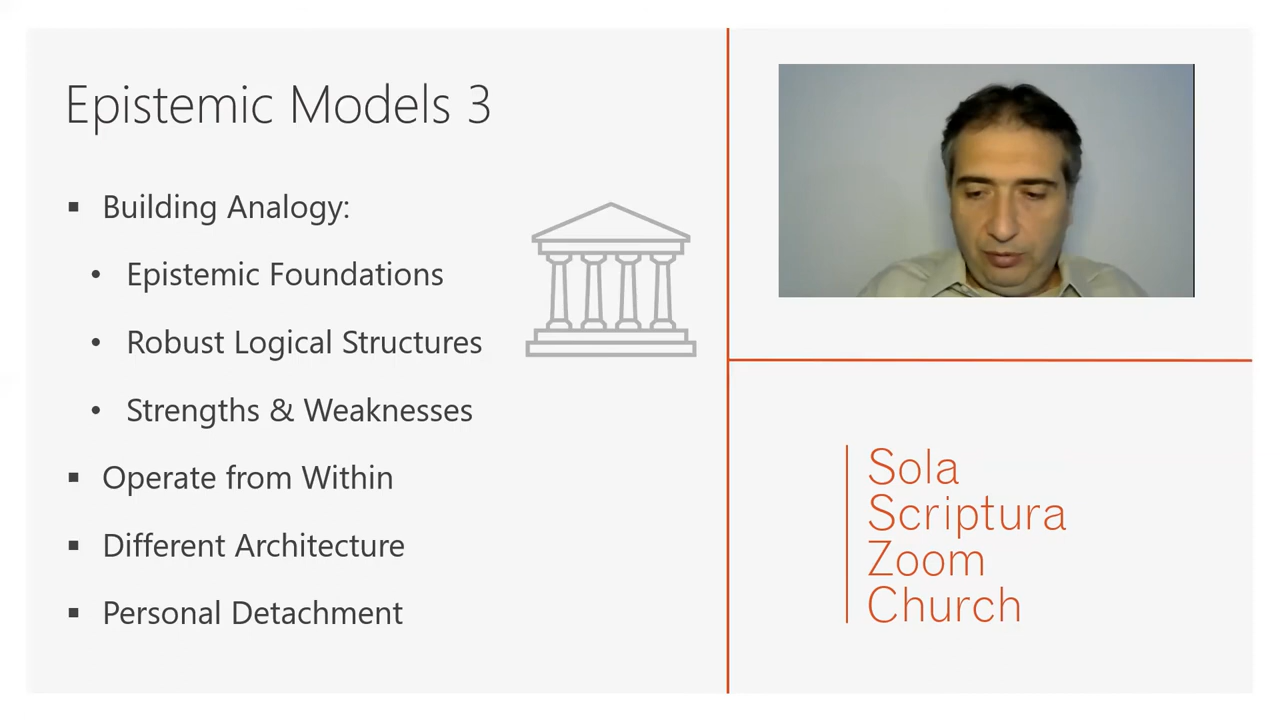 Epistemic Models 3
▪ Building Analogy:
• Epistemic Foundations
• Robust Logical Structures
• Strengths & Weaknesses
▪ Operate from Within
▪ Different Architecture
▪ Personal Detachment
Sola
Scriptura
Zoom
Church